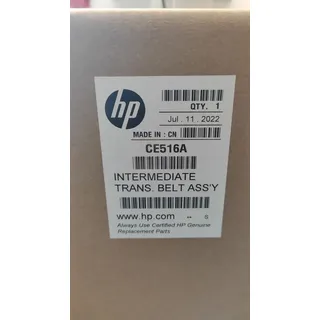 hp
QTY. 1
Jul . 11 . 2022
MADE IN : CN
CE516A
INTERMEDIATE
TRANS. BELT ASS'Y
www.hp.com
Always Use Certified HP Genuine
Replacement Parts